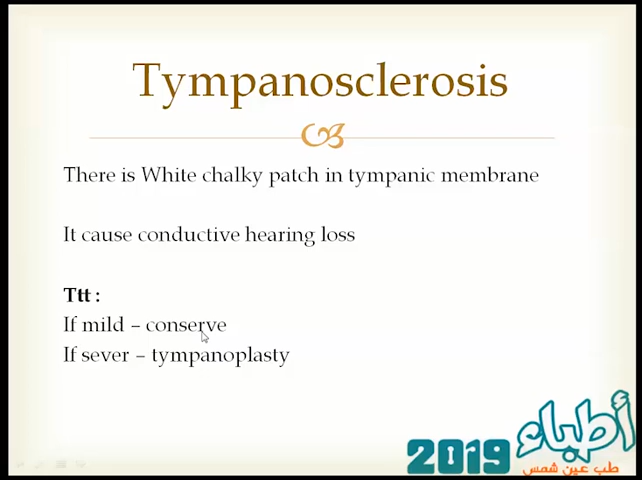 Tympanosclerosis
There is White chalky patch in tympanic membrane
It cause conductive hearing loss
Ttt :
If mild – conserve
If sever – tympanoplasty
أطباء
2019
طب عين شمس